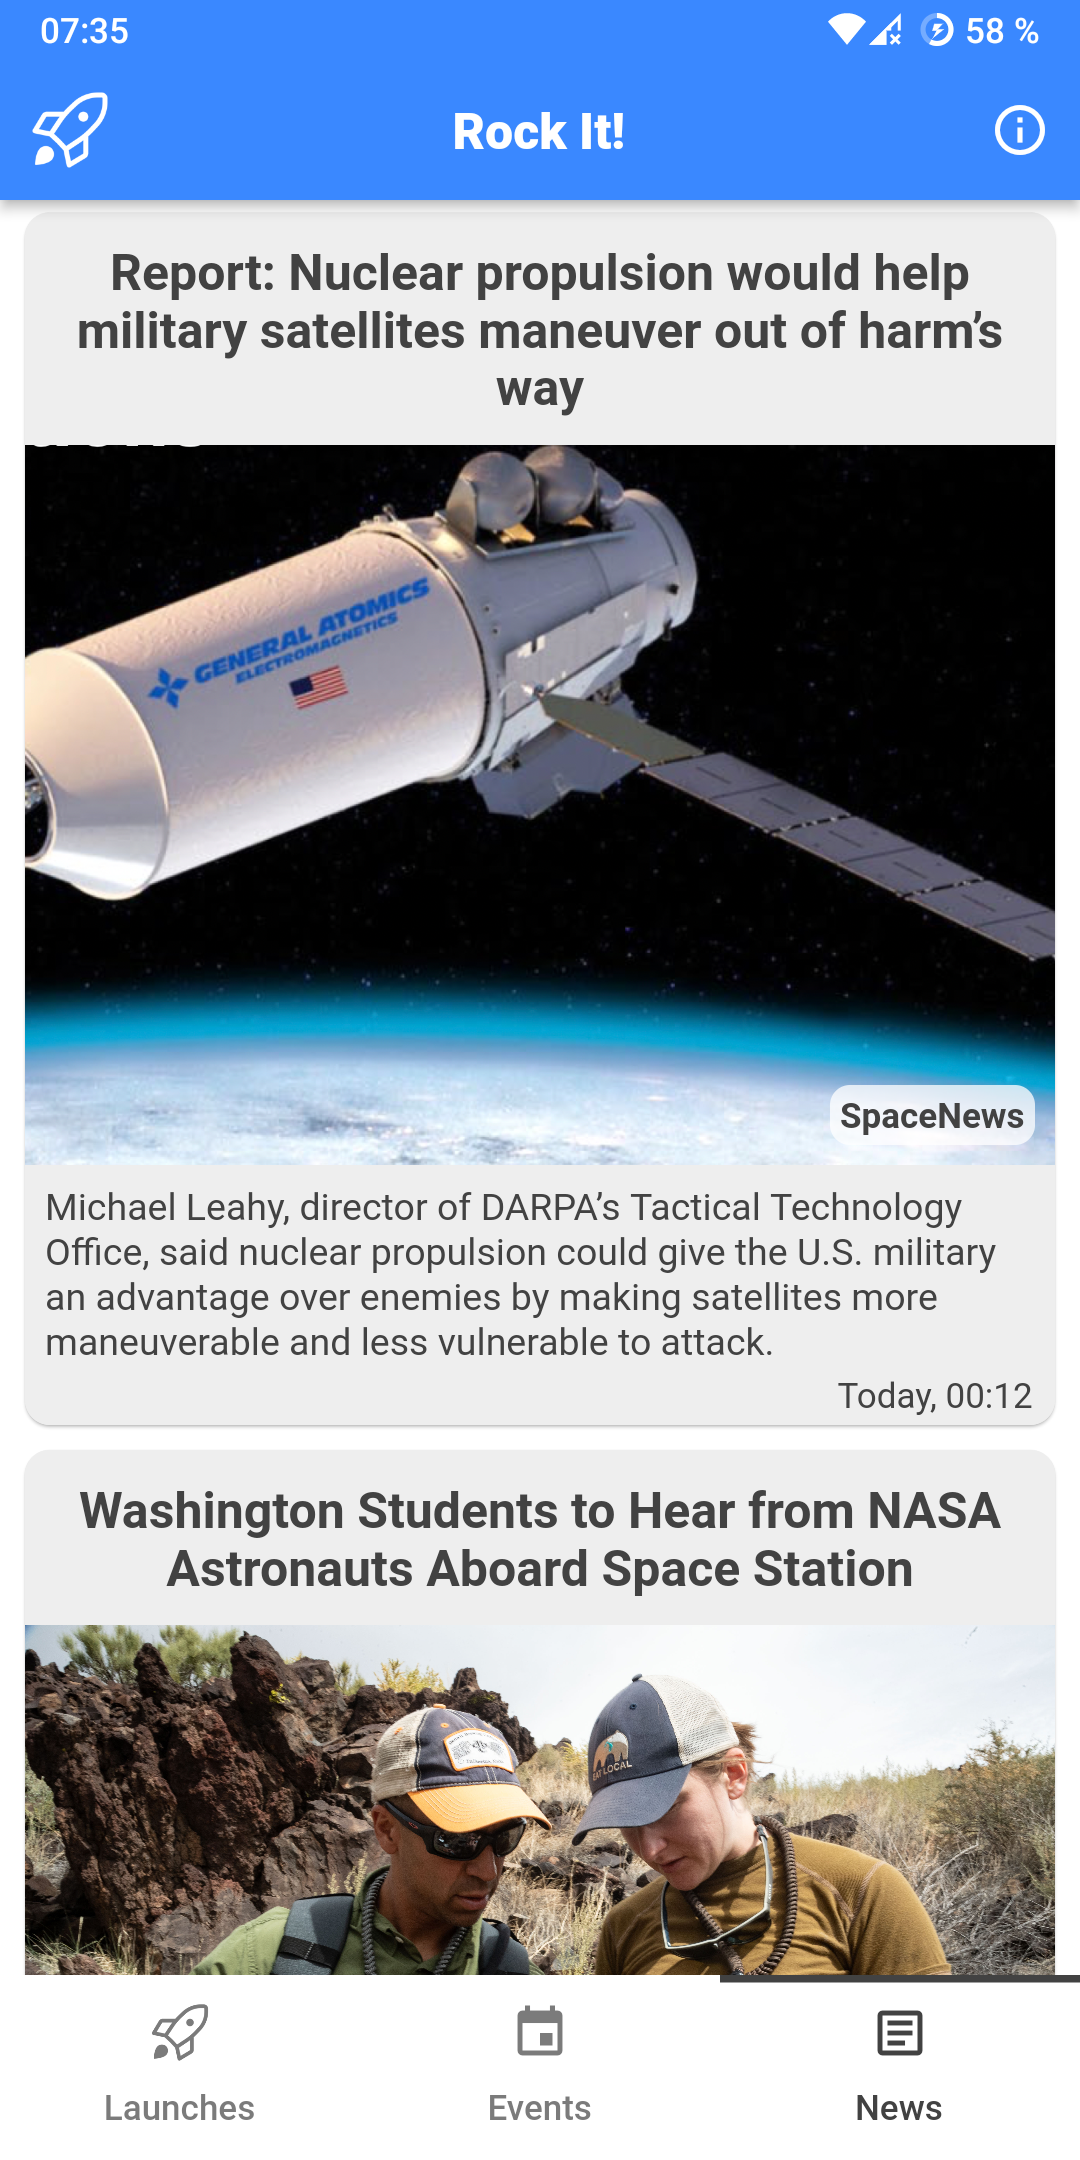 07:35
58 %
Rock It!
Report: Nuclear propulsion would help
military satellites maneuver out of harm’s
way
GENERAL ATOMICS
ELECTROMAGNETICS
SpaceNews
Michael Leahy, director of DARPA’s Tactical Technology
Office, said nuclear propulsion could give the U.S. military
an advantage over enemies by making satellites more
maneuverable and less vulnerable to attack.
Today, 00:12
Washington Students to Hear from NASA
Astronauts Aboard Space Station
EAT LOCAL
Launches
Events
News